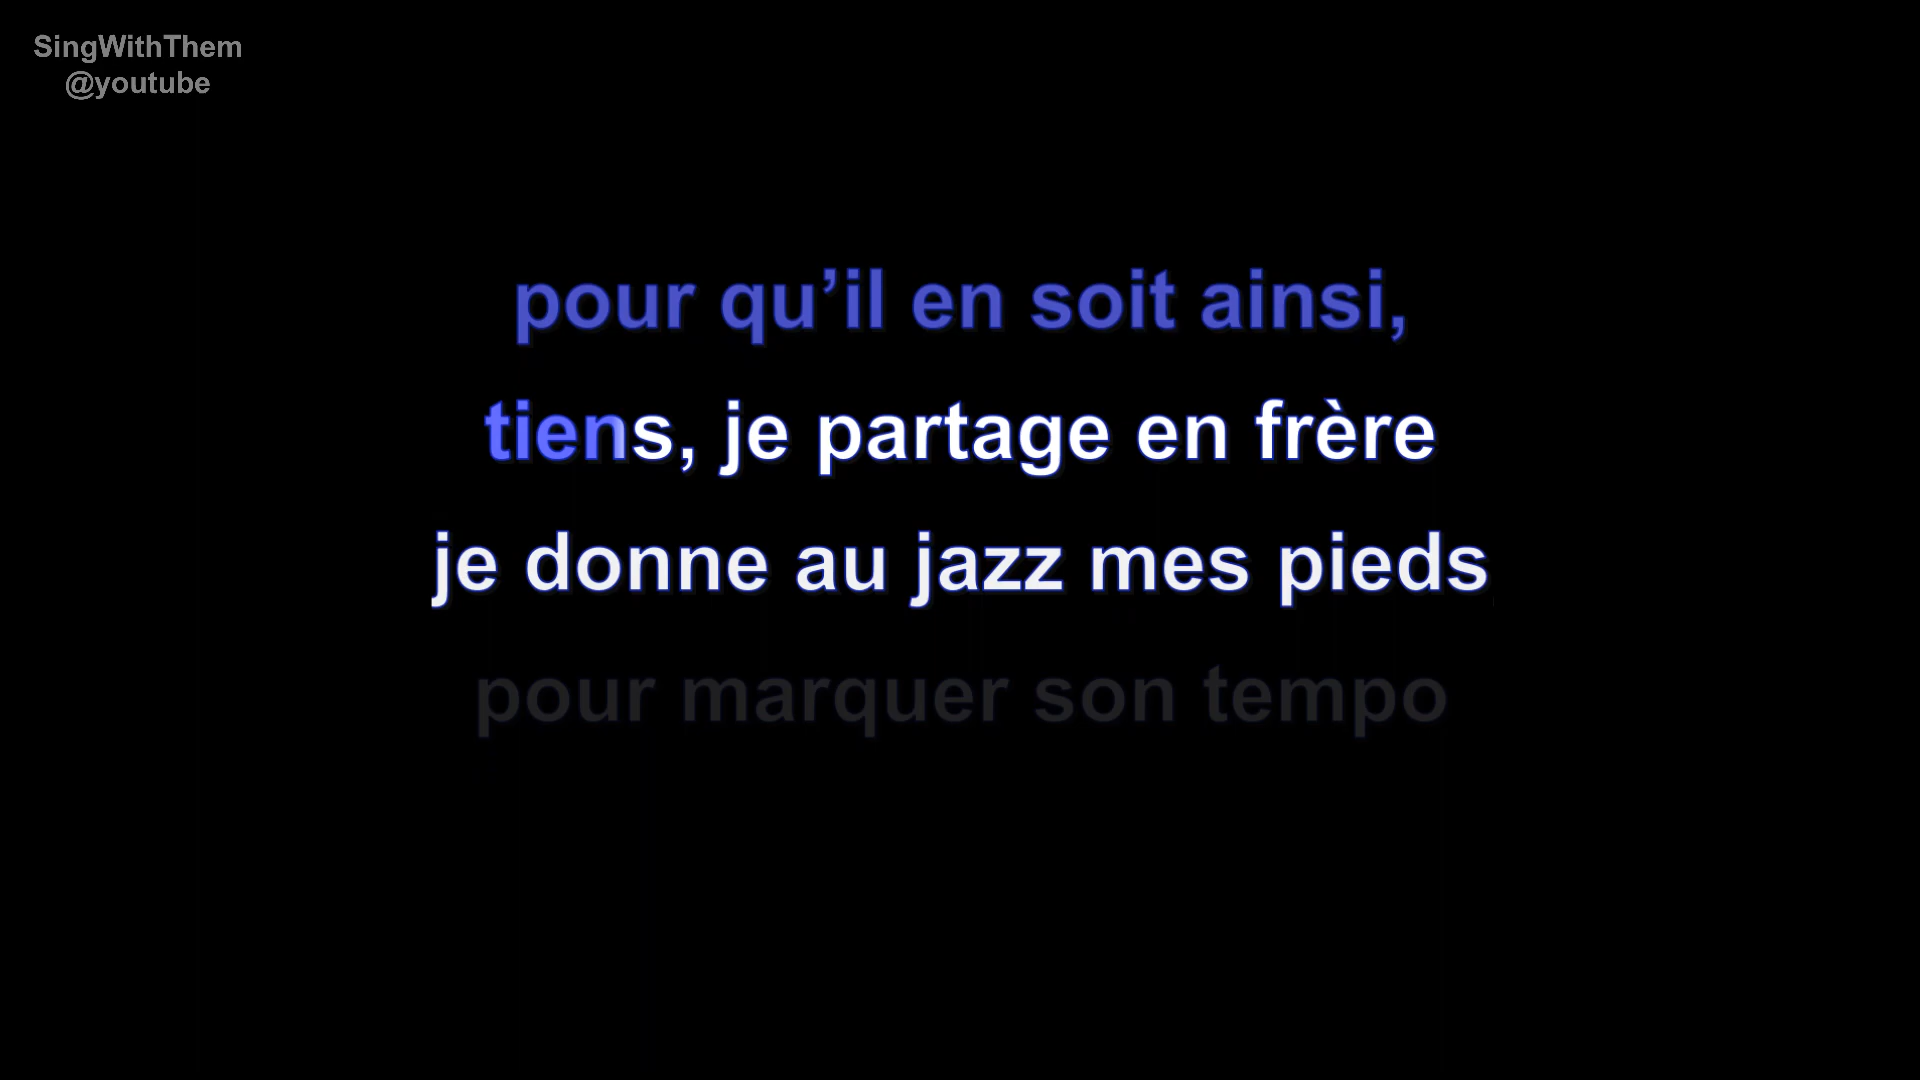 SingWithThem
@youtube
pour qu’il en soit ainsi,
tiens, je partage en frère
je donne au jazz mes pieds
pour marquer son tempo